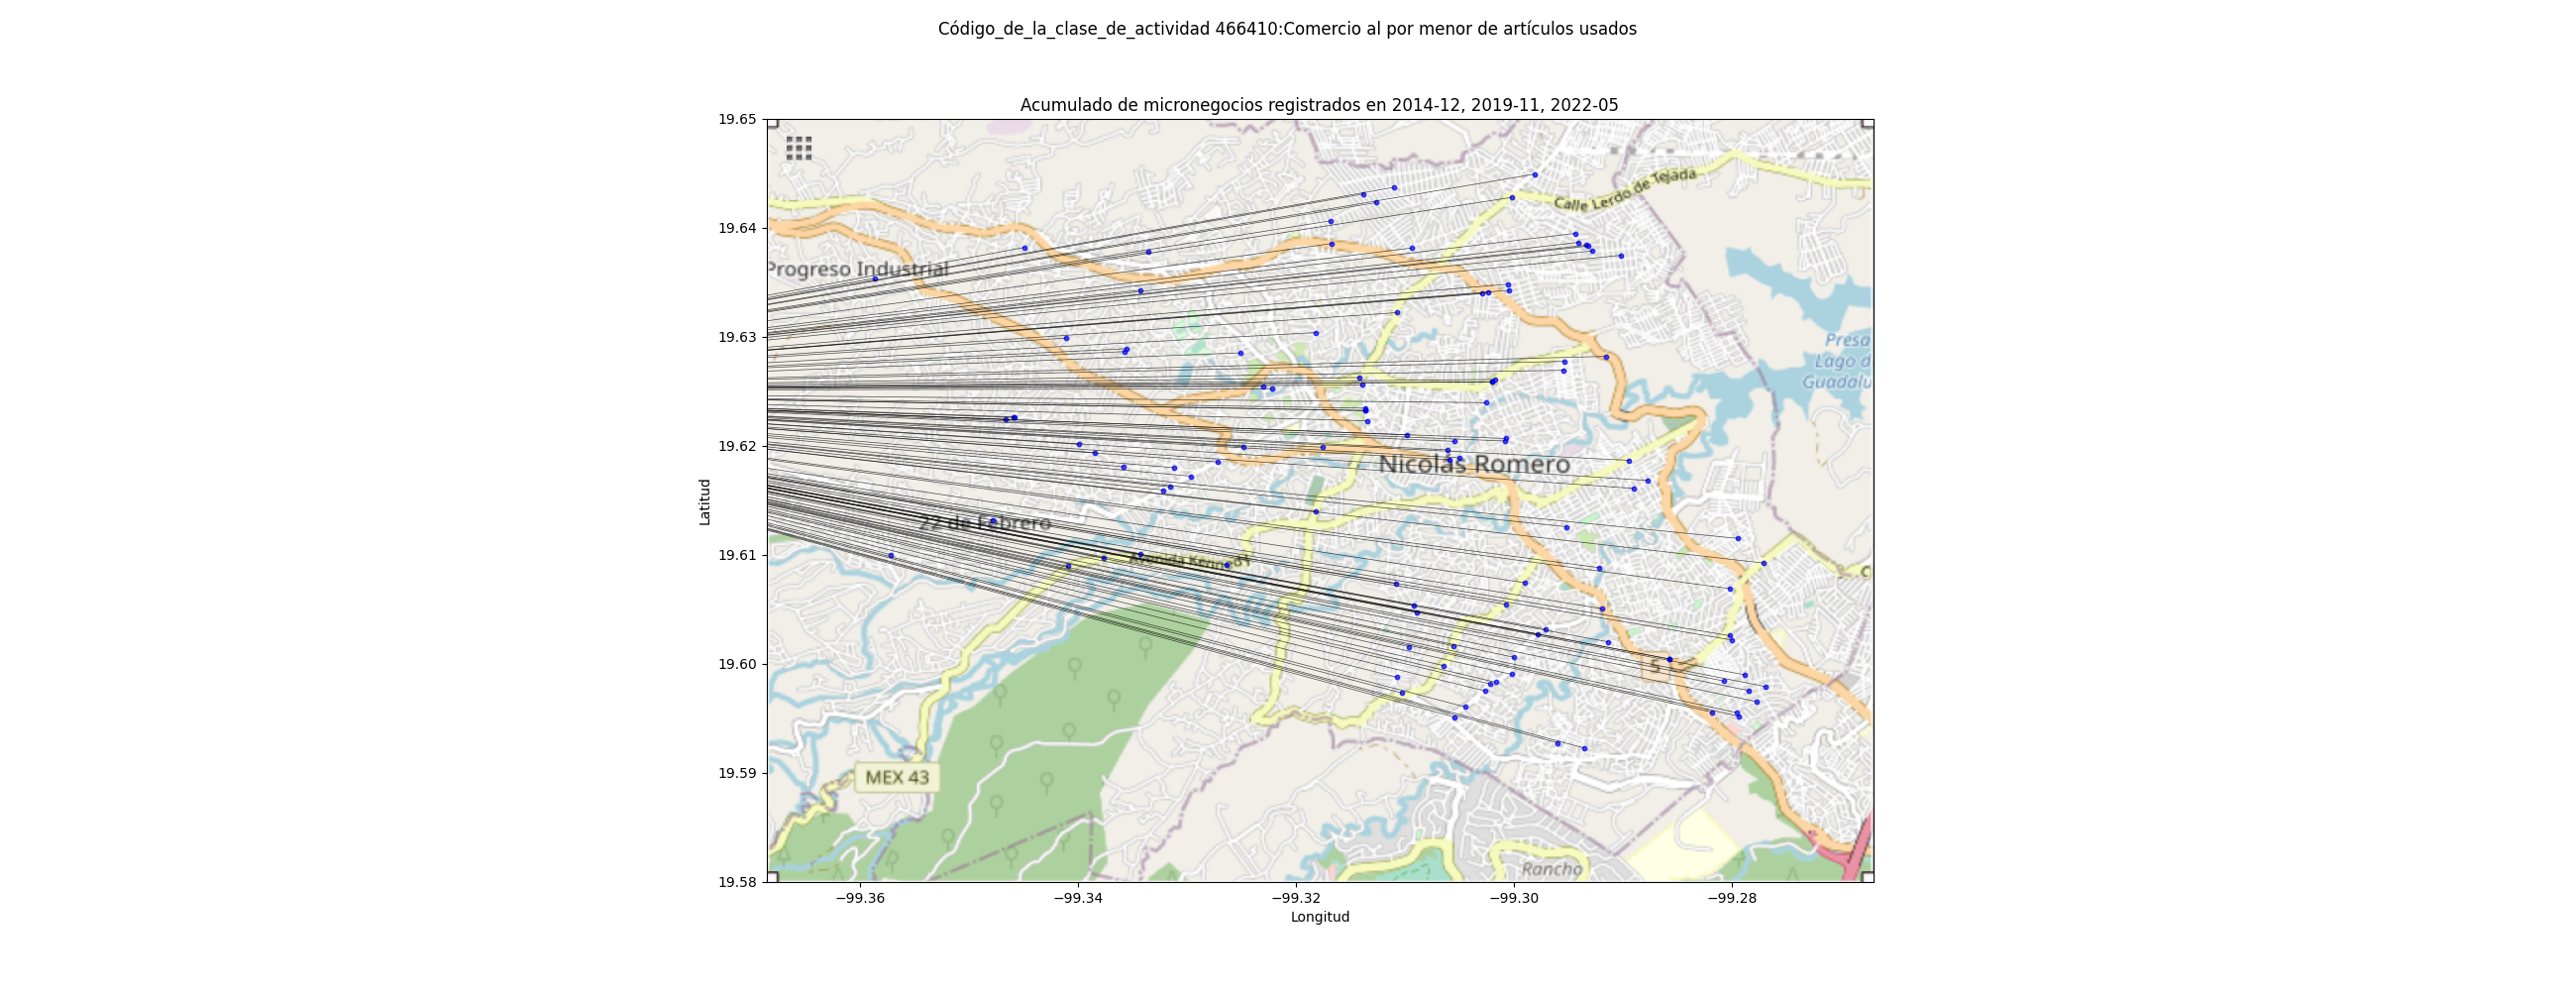 Código_de_la_clase_de_actividad 466410:Comercio al por menor de artículos usados
Acumulado de micronegocios registrados en 2014-12, 2019-11, 2022-05
19.65
19.64
19.63
19.62
19.61
19.60
19.59
19.58
Latitud
Calle Lerdo de Tejada
Progreso Industrial
Presa
Lago d
Guadalu
Nicolás Romero
22 de Febrero
Avenida Kennedy
C
5
MEX 43
Rancho
−99.36
−99.34
−99.32
−99.30
−99.28
Longitud